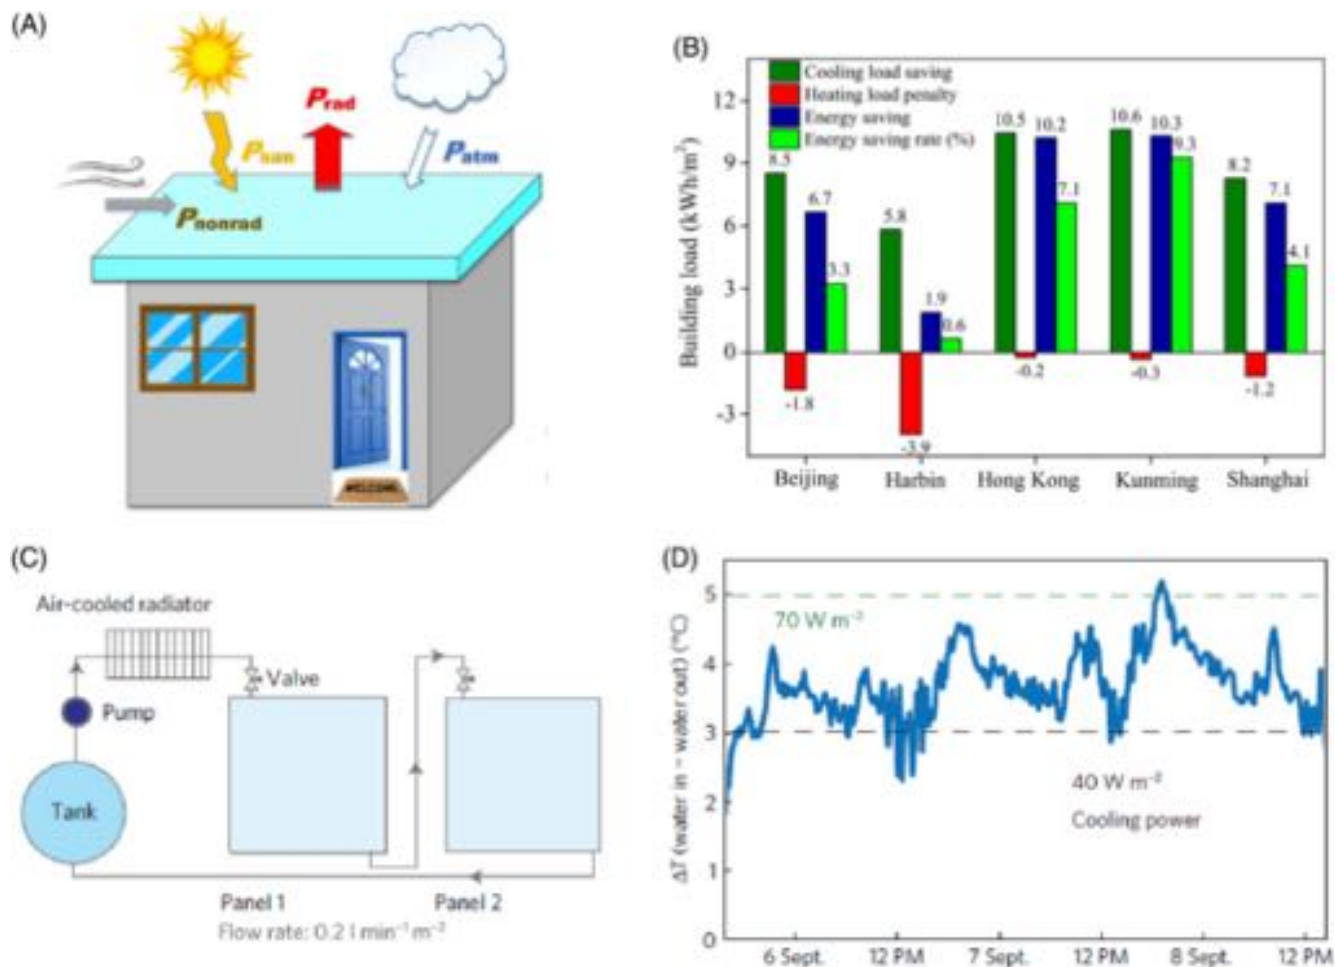 (A)
P rad
P sun
P atm
P nonrad
WELCOME
(B)
Cooling load saving
Heating load penalty
Energy saving
Energy saving rate (%)
Building load (kWh/m²)
12
9
6
3
0
-3
8.5
-1.8
6.7
3.3
5.8
-3.9
1.9
0.6
10.5
-0.2
10.2
7.1
10.6
-0.3
10.3
9.3
8.2
-1.2
7.1
4.1
Beijing Harbin Hong Kong Kunming Shanghai
(C)
Air-cooled radiator
Valve
Pump
Tank
Panel 1 Panel 2
Flow rate: 0.2 l min⁻¹ m⁻²
(D)
ΔT (water in – water out) (°C)
5
4
3
2
1
0
70 W m⁻²
40 W m⁻²
Cooling power
6 Sept. 12 PM 7 Sept. 12 PM 8 Sept. 12 PM